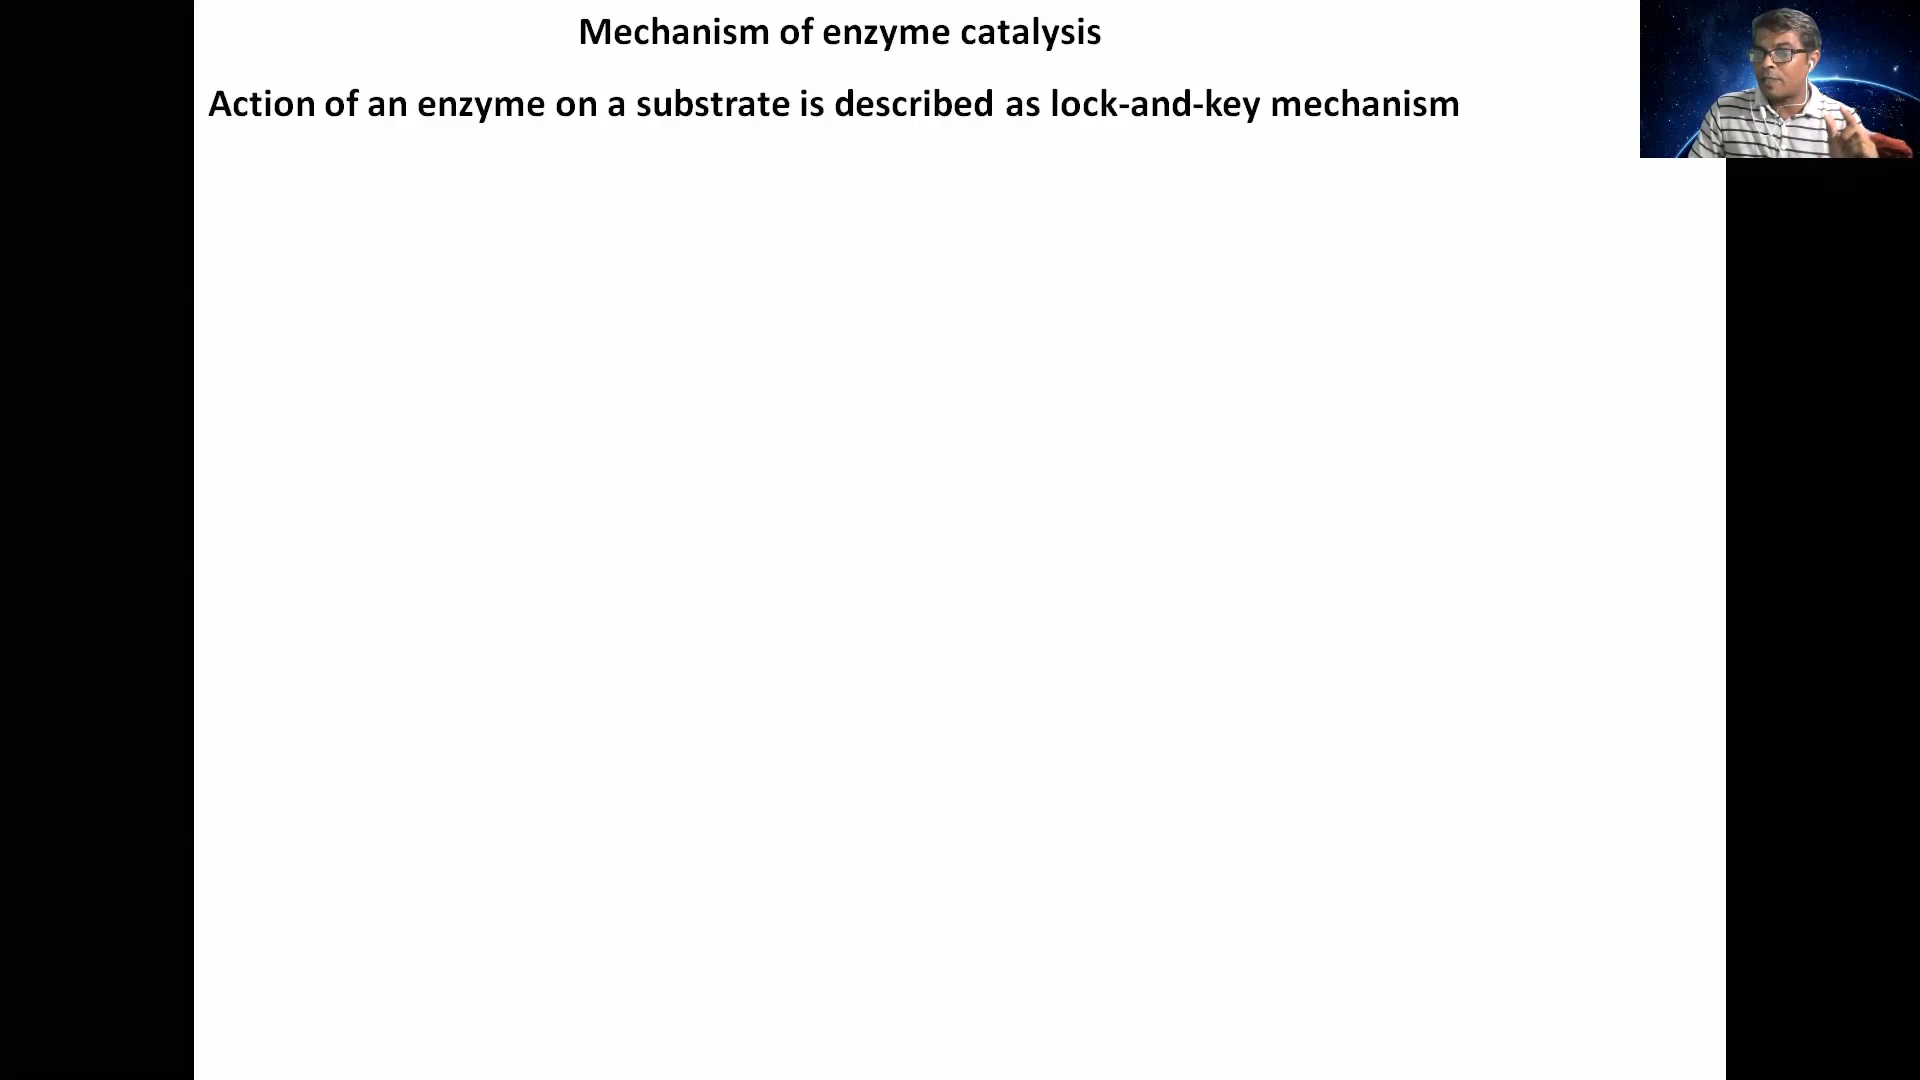 Mechanism of enzyme catalysis
Action of an enzyme on a substrate is described as lock-and-key mechanism